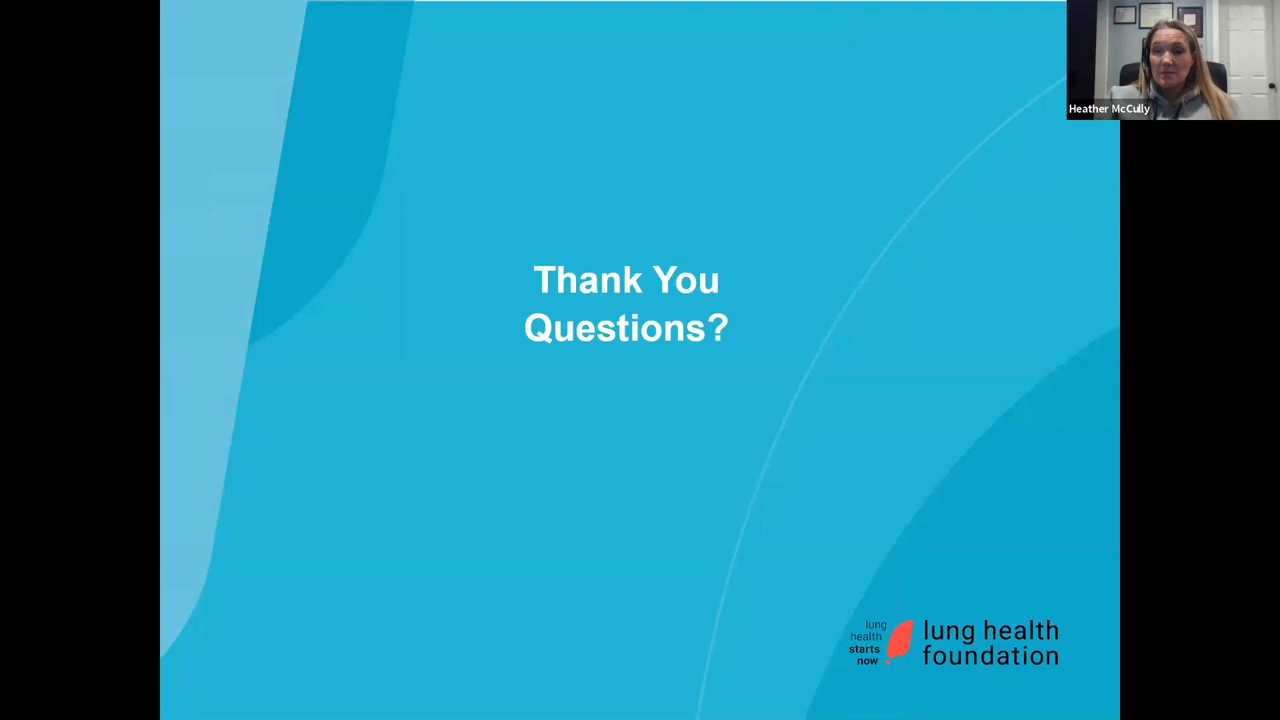 Heather McCully
Thank You
Questions?
lung
health
starts
now
lung health
foundation